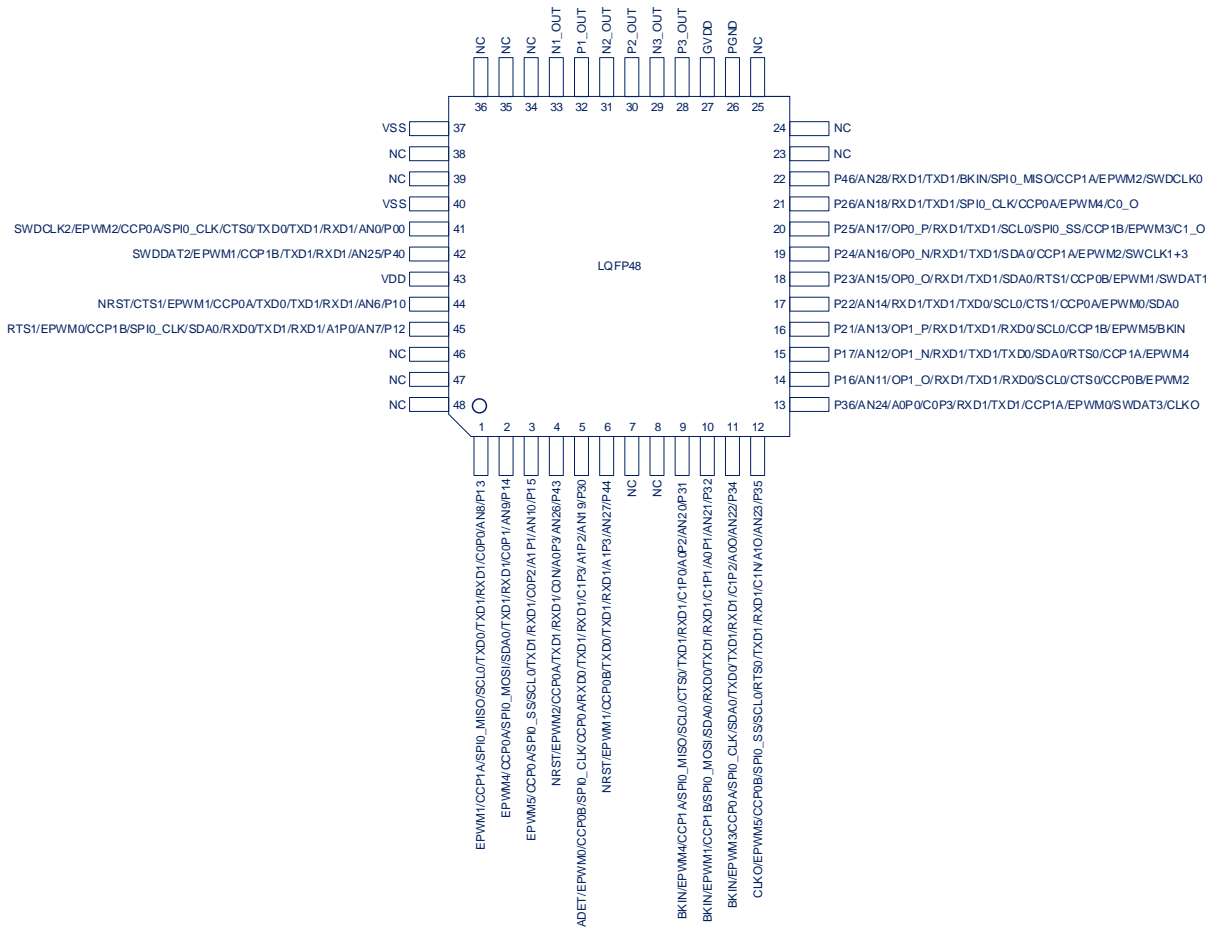 NC
NC
NC
N1_OUT
P1_OUT
N2_OUT
P2_OUT
N3_OUT
P3_OUT
GVDD
PGND
NC
36 35 34 33 32 31 30 29 28 27 26 25
VSS 37
NC 38
NC 39
VSS 40
SWDCLK2/EPWM2/CCP0A/SPI0_CLK/CTS0/TXD0/TXD1/RXD1/AN0/P00 41
SWDDAT2/EPWM1/CCP1B/TXD1/RXD1/AN25/P40 42
VDD 43
NRST/CTS1/EPWM1/CCP0A/TXD0/TXD1/RXD1/AN6/P10 44
RTS1/EPWM0/CCP1B/SPI0_CLK/SDA0/RXD0/TXD1/RXD1/A1P0/AN7/P12 45
NC 46
NC 47
NC 48
LQFP48
24 NC
23 NC
22 P46/AN28/RXD1/TXD1/BKIN/SPI0_MISO/CCP1A/EPWM2/SWDCLK0
21 P26/AN18/RXD1/TXD1/SPI0_CLK/CCP0A/EPWM4/C0_O
20 P25/AN17/OP0_P/RXD1/TXD1/SCL0/SPI0_SS/CCP1B/EPWM3/C1_O
19 P24/AN16/OP0_N/RXD1/TXD1/SDA0/CCP1A/EPWM2/SWCLK1+3
18 P23/AN15/OP0_O/RXD1/TXD1/SDA0/RTS1/CCP0B/EPWM1/SWDAT1
17 P22/AN14/RXD1/TXD1/TXD0/SCL0/CTS1/CCP0A/EPWM0/SDA0
16 P21/AN13/OP1_P/RXD1/TXD1/RXD0/SCL0/CCP1B/EPWM5/BKIN
15 P17/AN12/OP1_N/RXD1/TXD1/TXD0/SDA0/RTS0/CCP1A/EPWM4
14 P16/AN11/OP1_O/RXD1/TXD1/RXD0/SCL0/CTS0/CCP0B/EPWM2
13 P36/AN24/A0P0/C0P3/RXD1/TXD1/CCP1A/EPWM0/SWDAT3/CLKO
1 2 3 4 5 6 7 8 9 10 11 12
EPWM1/CCP1A/SPI0_MISO/SCL0/TXD0/TXD1/RXD1/C0P0/AN8/P13
EPWM4/CCP0A/SPI0_MOSI/SDA0/TXD1/RXD1/C0P1/AN9/P14
EPWM5/CCP0A/SPI0_SS/SCL0/TXD1/RXD1/C0P2/A1P1/AN10/P15
NRST/EPWM2/CCP0A/TXD1/RXD1/C0N/A0P3/AN26/P43
ADET/EPWM0/CCP0B/SPI0_CLK/CCP0A/RXD0/TXD1/RXD1/C1P3/A1P2/AN19/P30
NRST/EPWM1/CCP0B/TXD0/TXD1/RXD1/A1P3/AN27/P44
NC
NC
BKIN/EPWM4/CCP1A/SPI0_MISO/SCL0/CTS0/TXD1/RXD1/C1P0/A0P2/AN20/P31
BKIN/EPWM1/CCP1B/SPI0_MOSI/SDA0/RXD0/TXD1/RXD1/C1P1/A0P1/AN21/P32
BKIN/EPWM3/CCP0A/SPI0_CLK/SDA0/TXD0/TXD1/RXD1/C1P2/A0O/AN22/P34
CLKO/EPWM5/CCP0B/SPI0_SS/SCL0/RTS0/TXD1/RXD1/C1N/A1O/AN23/P35